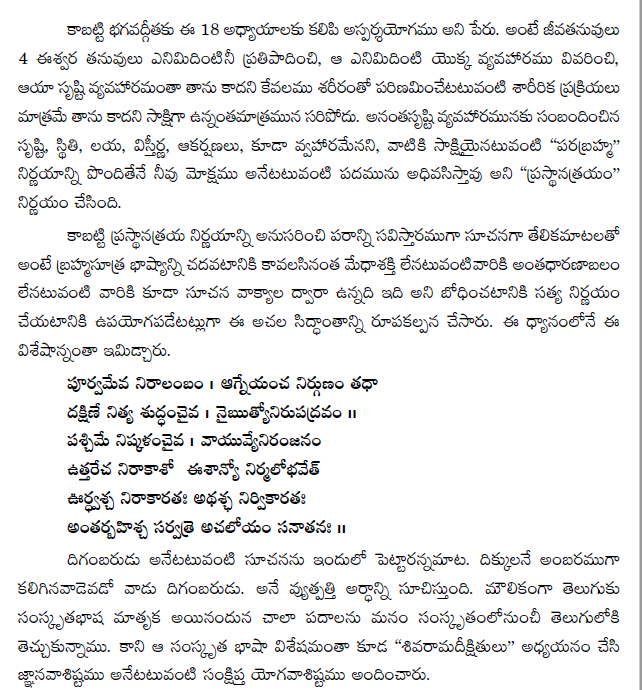 కాబట్టి భగవద్గీతకు ఈ 18 అధ్యాయాలకు కలిపి అస్పర్శయోగము అని పేరు. అంటే జీవతనువులు
4 ఈశ్వర తనువులు ఎనిమిదింటినీ ప్రతిపాదించి, ఆ ఎనిమిదింటి యొక్క వ్యవహారము వివరించి,
ఆయా సృష్టి వ్యవహారమంతా తాను కాదని కేవలము శరీరంతో పరిణమించేటటువంటి శారీరిక ప్రక్రియలు
మాత్రమే తాను కాదని సాక్షిగా ఉన్నంతమాత్రమున సరిపోదు. అనంతసృష్టి వ్యవహారమునకు సంబందించిన
సృష్టి, స్థితి, లయ, విస్తీర్ణ, ఆకర్షణలు, కూడా వ్వహారమేనని, వాటికి సాక్షియైనటువంటి “పరబ్రహ్మ”
నిర్ణయాన్ని పొందితేనే నీవు మోక్షము అనేటటువంటి పదమును అధివసిస్తావు అని “ప్రస్థానత్రయం”
నిర్ణయం చేసింది.
కాబట్టి ప్రస్థానత్రయ నిర్ణయాన్ని అనుసరించి పరాన్ని సవిస్తారముగా సూచనగా తేలికమాటలతో
అంటే బ్రహ్మసూత్ర భాష్యాన్ని చదవటానికి కావలసినంత మేధాశక్తి లేనటువంటివారికి అంతధారణాబలం
లేనటువంటి వారికి కూడా సూచన వాక్యాల ద్వారా ఉన్నది ఇది అని బోధించటానికి సత్య నిర్ణయం
చేయటానికి ఉపయోగపడేటట్లుగా ఈ అచల సిద్ధాంతాన్ని రూపకల్పన చేసారు. ఈ ధ్యానంలోనే ఈ
విశేషాన్నంతా ఇమిడ్చారు.
పూర్వమేవ నిరాలంబం । ఆగ్నేయంచ నిర్గుణం తధా
దక్షిణే నిత్య శుద్ధంచైవ । నైఋత్యోనిరుపద్రవం ॥
పశ్చిమే నిష్కళంచైవ । వాయువ్యేనిరంజనం
ఉత్తరేచ నిరాకాశో ఈశాన్యో నిర్మలోభవేత్
ఊర్ధ్వశ్చ నిరాకారతః అథశ్ఛ నిర్వికారతః
అంతర్బహిశ్చ సర్వత్రె అచలోయం సనాతనః ॥
దిగంబరుడు అనేటటువంటి సూచనను ఇందులో పెట్టారన్నమాట. దిక్కులనే అంబరముగా
కలిగినవాడెవడో వాడు దిగంబరుడు. అనే వ్యుత్పత్తి అర్ధాన్ని సూచిస్తుంది. మౌలికంగా తెలుగుకు
సంస్కృతభాష మాతృక అయినందున చాలా పదాలను మనం సంస్కృతంలోనుంచీ తెలుగులోకి
తెచ్చుకున్నాము. కాని ఆ సంస్కృత భాషా విశేషమంతా కూడ “శివరామదీక్షితులు” అధ్యయనం చేసి
జ్ఞానవాశిష్టము అనేటటువంటి సంక్షిప్త యోగవాశిష్టము అందించారు.